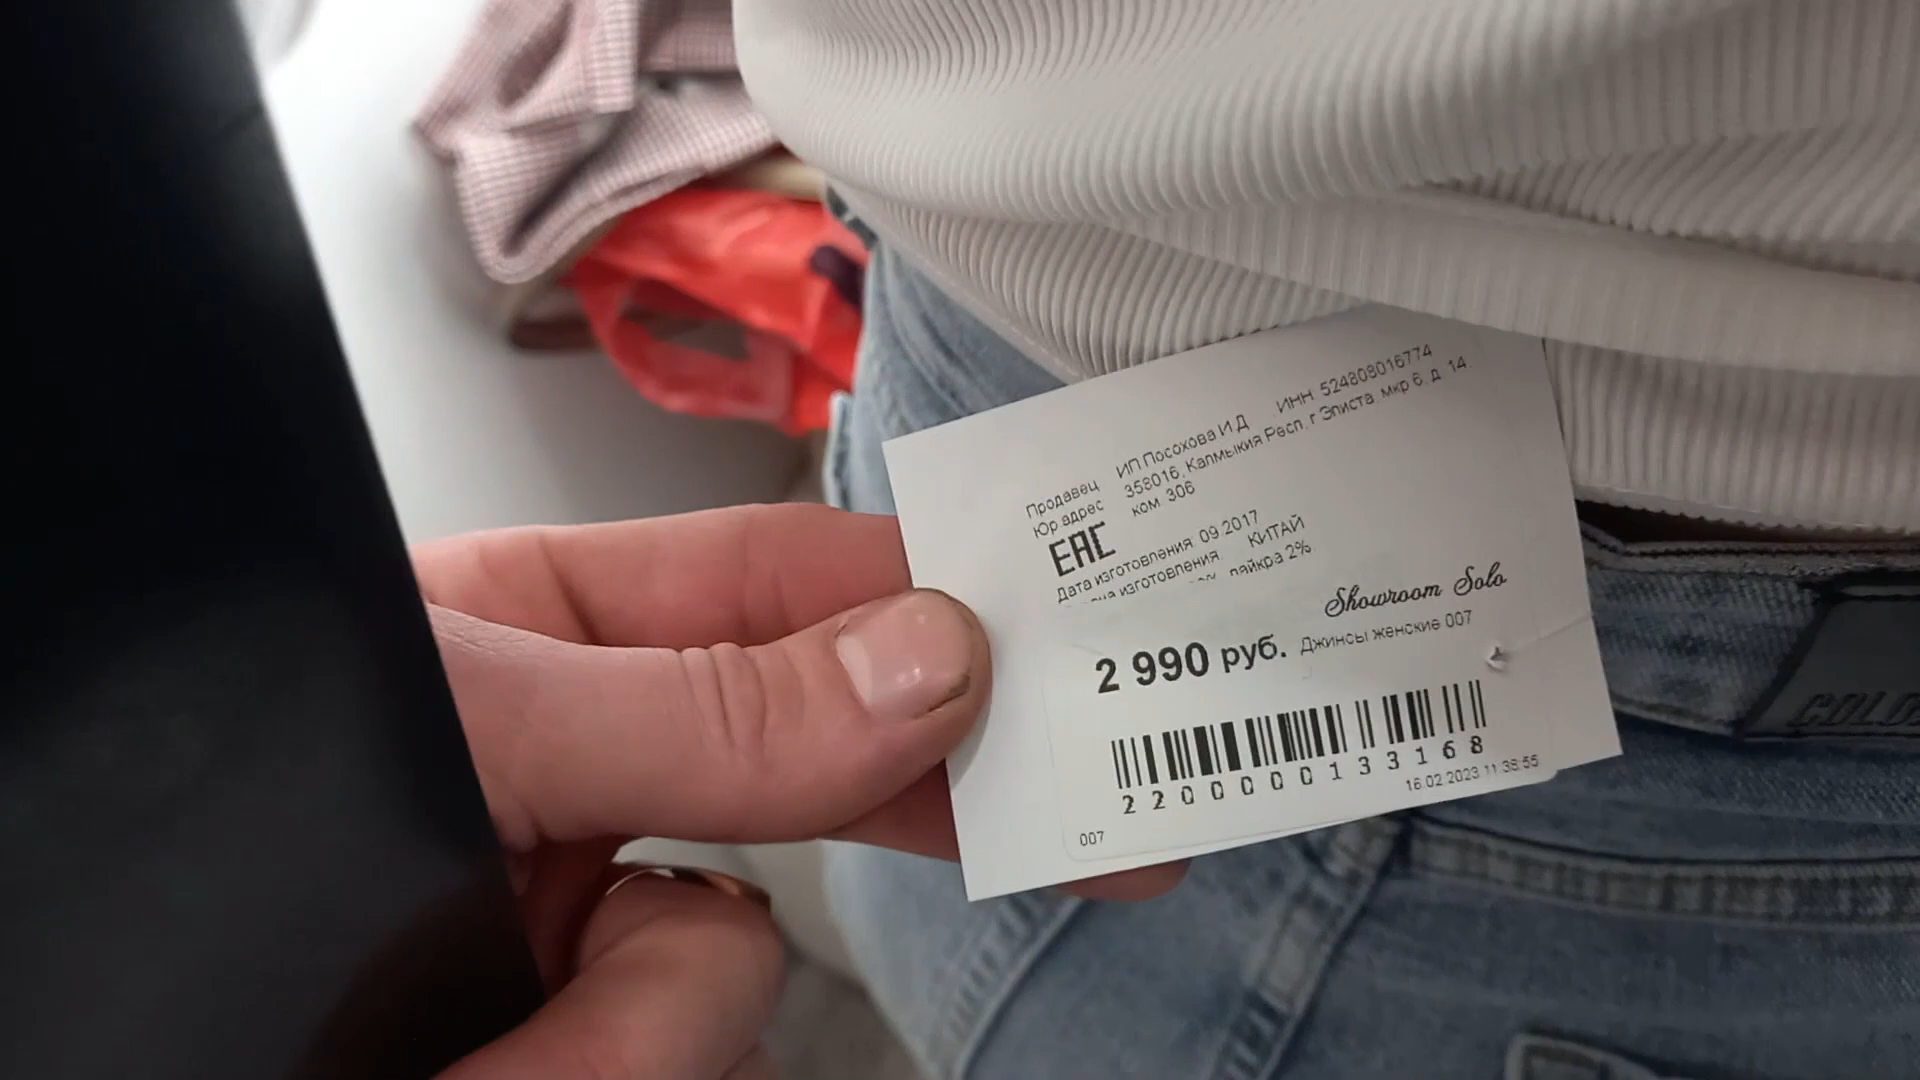 Продавец ИП Посохова И.Д. ИНН 524808016774
Юр адрес 358016, Калмыкия Респ, г Элиста, мкр 6, д. 14,
ком. 306
EAC
Дата изготовления: 09.2017
изготовления КИТАЙ
лайкра 2%
Showroom Solo
2 990 руб. Джинсы женские 007
2200000133168
16.02.2023 11:38:55
007